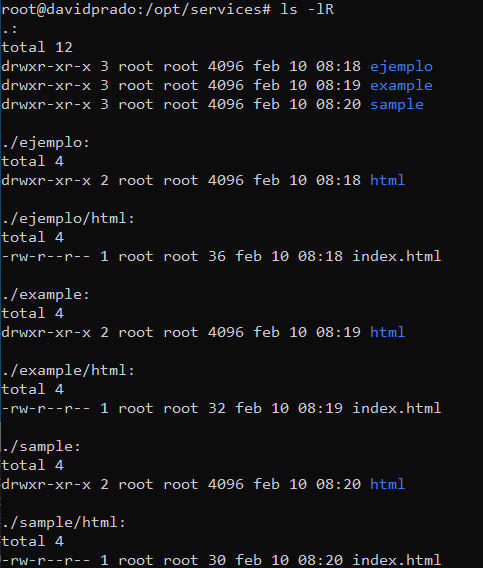 root@davidprado:/opt/services# ls -lR
.:
total 12
drwxr-xr-x 3 root root 4096 feb 10 08:18 ejemplo
drwxr-xr-x 3 root root 4096 feb 10 08:19 example
drwxr-xr-x 3 root root 4096 feb 10 08:20 sample

./ejemplo:
total 4
drwxr-xr-x 2 root root 4096 feb 10 08:18 html

./ejemplo/html:
total 4
-rw-r--r-- 1 root root 36 feb 10 08:18 index.html

./example:
total 4
drwxr-xr-x 2 root root 4096 feb 10 08:19 html

./example/html:
total 4
-rw-r--r-- 1 root root 32 feb 10 08:19 index.html

./sample:
total 4
drwxr-xr-x 2 root root 4096 feb 10 08:20 html

./sample/html:
total 4
-rw-r--r-- 1 root root 30 feb 10 08:20 index.html